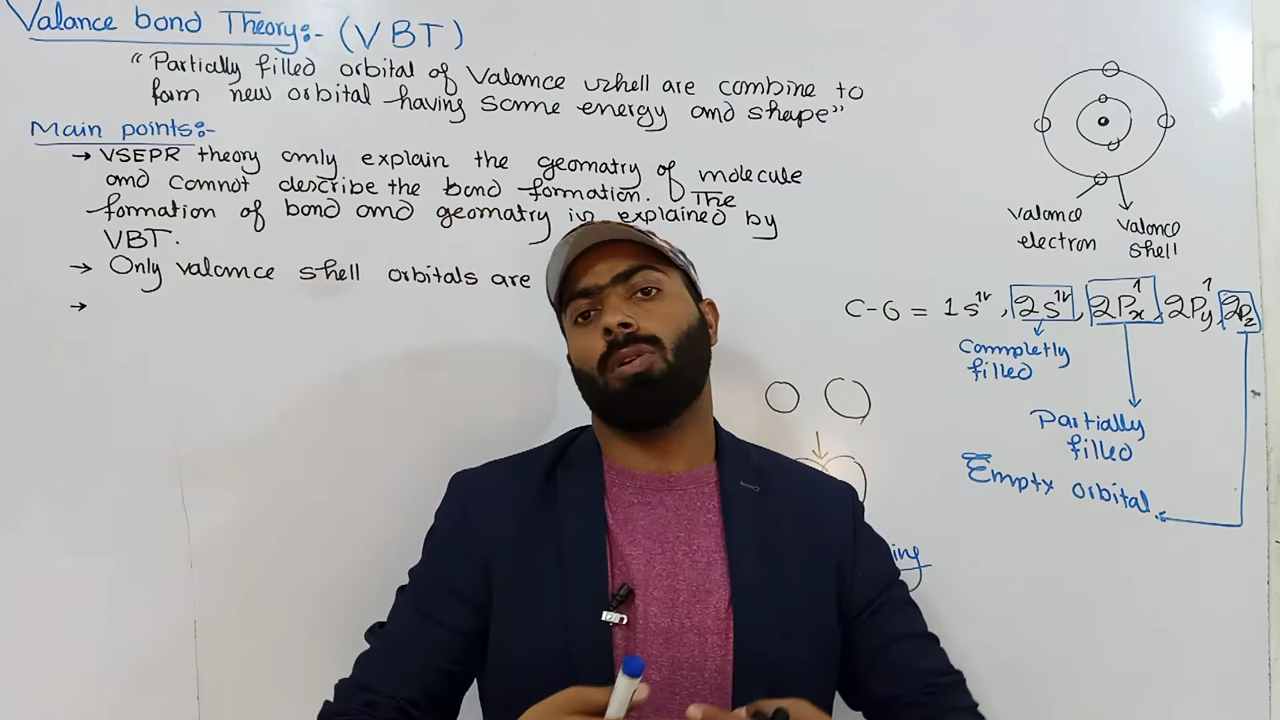 Valance bond Theory:- (VBT)
"Partially filled orbital of Valance shell are combine to
form new orbital having same energy and shape"
Main points:-
→ VSEPR theory only explain the geometry of molecule
and cannot describe the bond formation. The
formation of bond and geometry is explained by
VBT.
→ Only valance shell orbitals are
→
valance
electron
valance
shell
C-6 = 1s¹⇂, 2s¹⇂, 2Px¹, 2Py¹, 2Pz
Commpletly
filled
Partially
filled
Empty orbital